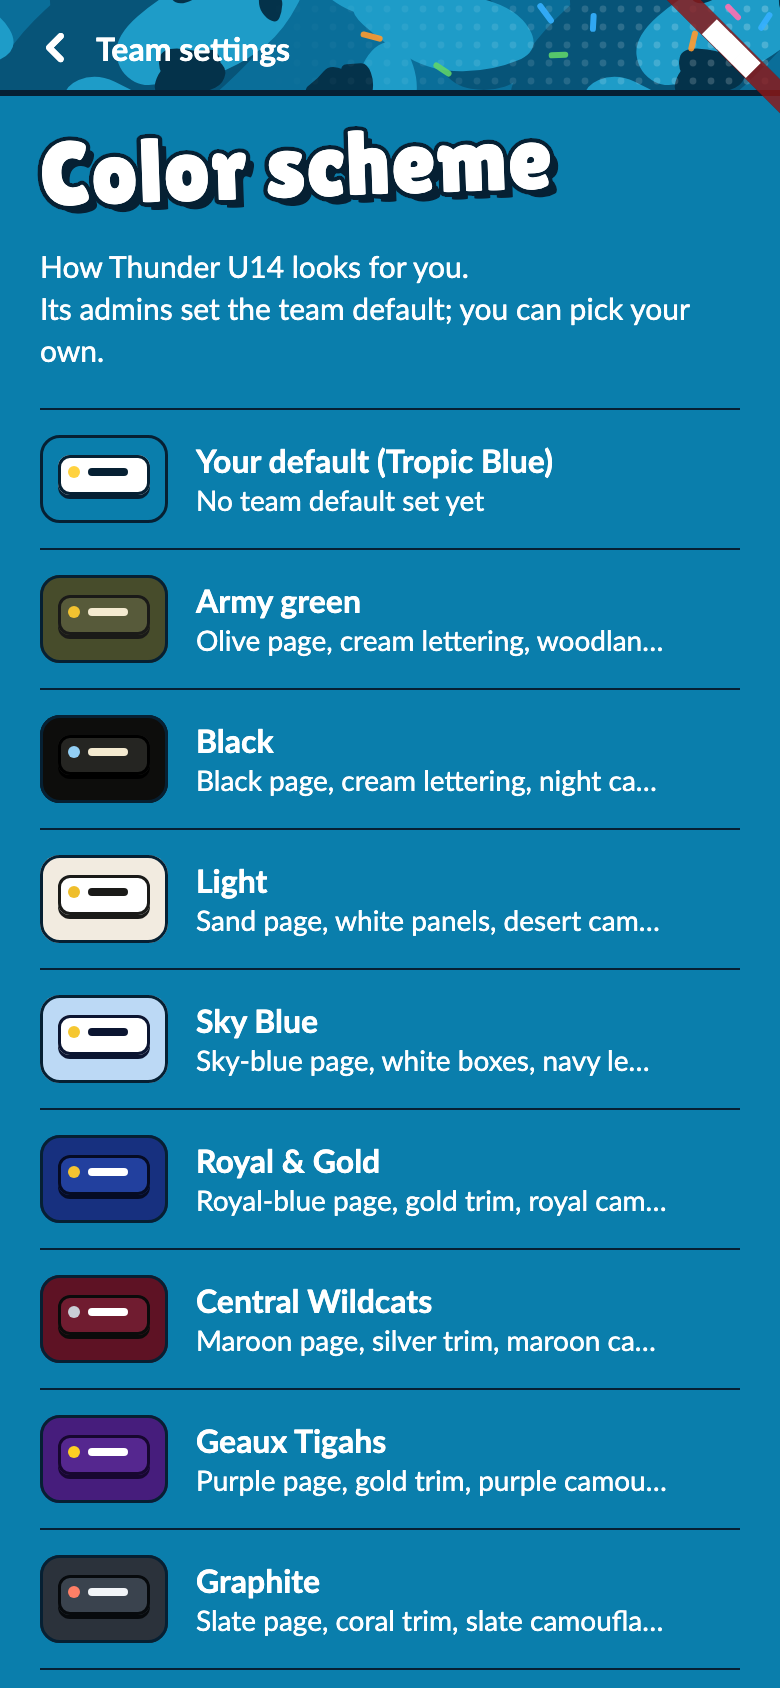 Team settings
Color scheme
How Thunder U14 looks for you.
Its admins set the team default; you can pick your
own.
Your default (Tropic Blue)
No team default set yet
Army green
Olive page, cream lettering, woodlan...
Black
Black page, cream lettering, night ca...
Light
Sand page, white panels, desert cam...
Sky Blue
Sky-blue page, white boxes, navy le...
Royal & Gold
Royal-blue page, gold trim, royal cam...
Central Wildcats
Maroon page, silver trim, maroon ca...
Geaux Tigahs
Purple page, gold trim, purple camou...
Graphite
Slate page, coral trim, slate camoufla...